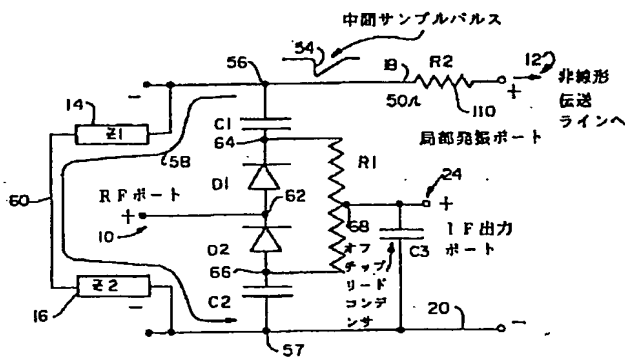 中間サンプルパルス
54
56
18
R2
12
非線形
伝送
ラインへ
+
-
14
Z1
50Ω
110
C1
64
局部発振ポート
58
R1
D1
24
60
RFポート
62
+
+
10
68
IF出力
ポート
D2
オフ
チップ
リード
コンデ
ンサ
C3
66
Z2
16
-
C2
20
-
-
57